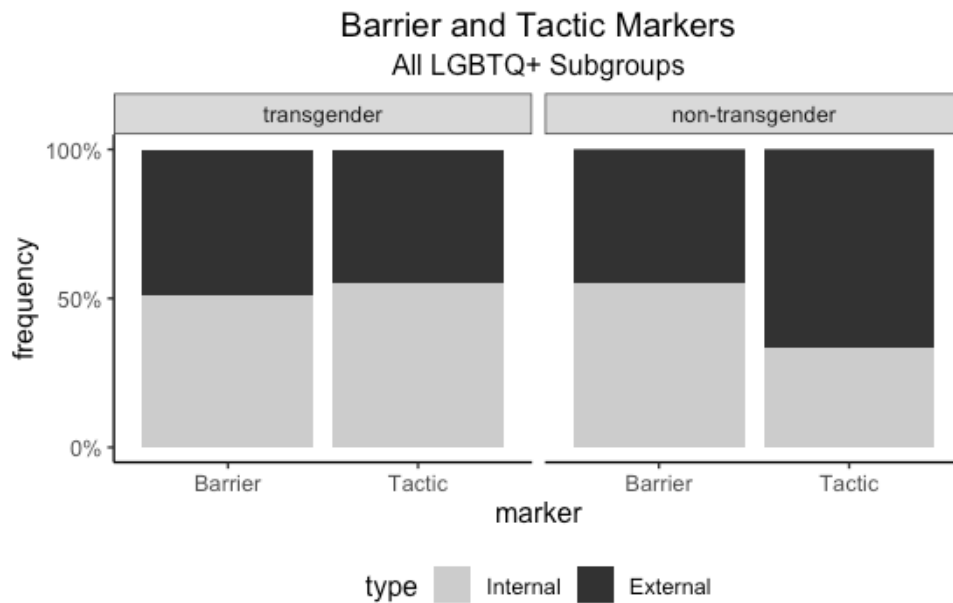 Barrier and Tactic Markers
All LGBTQ+ Subgroups
transgender non-transgender
100%
50%
0%
frequency
Barrier Tactic Barrier Tactic
marker
type Internal External